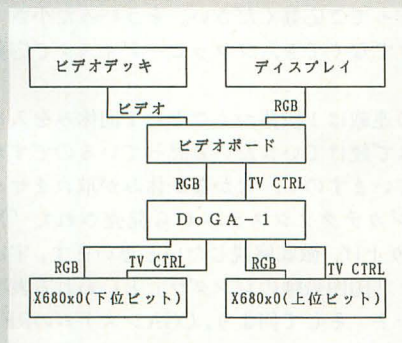 ビデオデッキ
ディスプレイ
ビデオ
RGB
ビデオボード
RGB
TV CTRL
DoGA-1
RGB
TV CTRL
RGB
TV CTRL
X680x0(下位ビット)
X680x0(上位ビット)